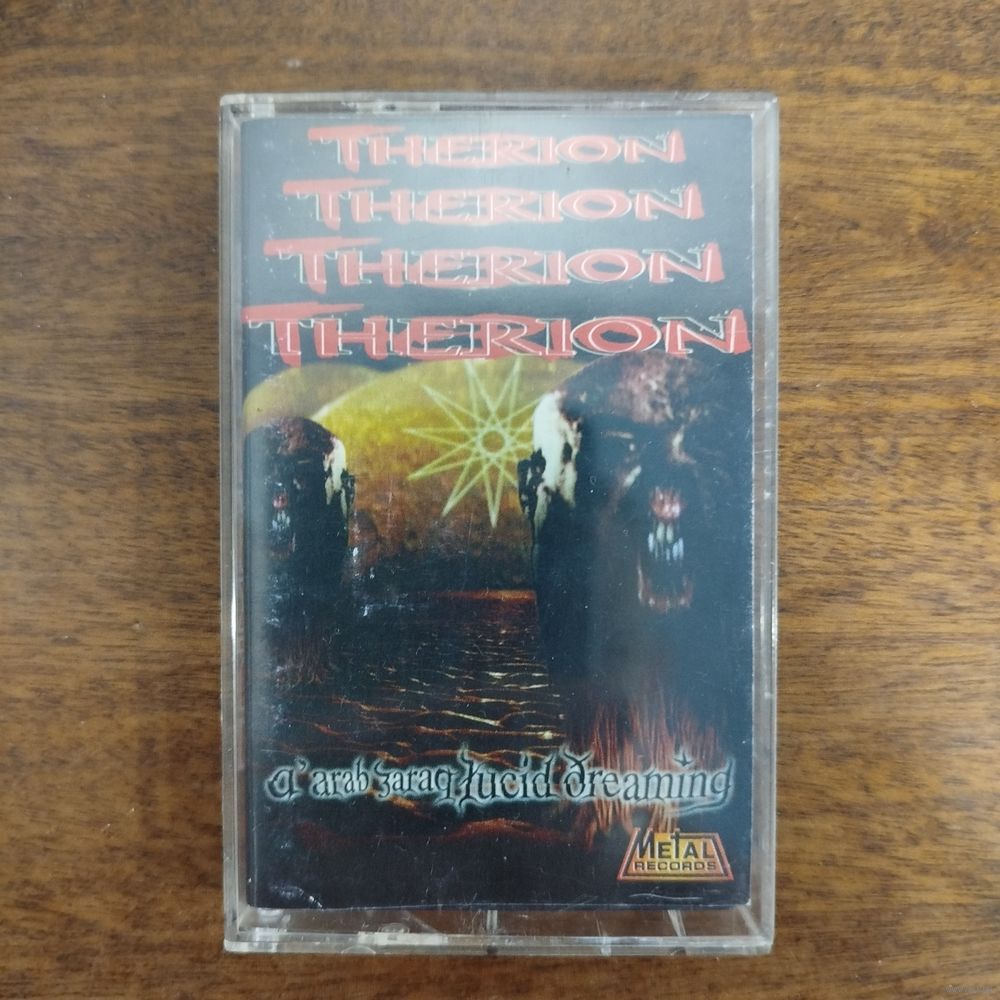 THERION
THERION
THERION
THERION
a'arab zaraq lucid dreaming
METAL
RECORDS